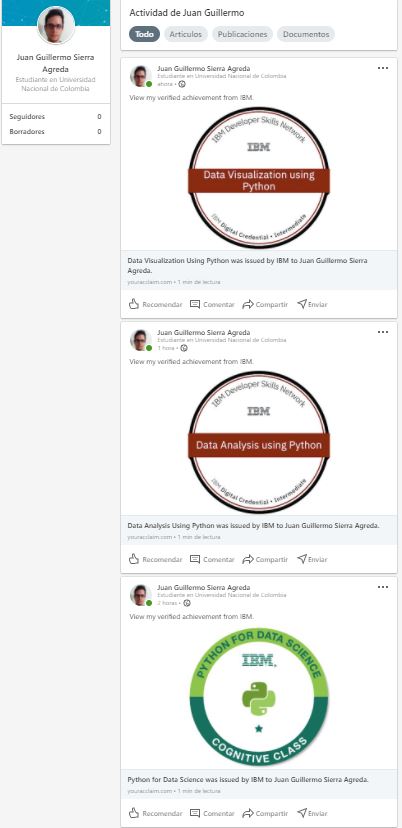 Juan Guillermo Sierra
Agreda
Estudiante en Universidad
Nacional de Colombia
Seguidores 0
Borradores 0
Actividad de Juan Guillermo
Todo Artículos Publicaciones Documentos
Juan Guillermo Sierra Agreda
Estudiante en Universidad Nacional de Colombia
ahora •
View my verified achievement from IBM.
IBM Developer Skills Network
IBM
Data Visualization using
Python
IBM Digital Credential • Intermediate
Data Visualization Using Python was issued by IBM to Juan Guillermo Sierra
Agreda.
youracclaim.com • 1 min de lectura
Recomendar Comentar Compartir Enviar
Juan Guillermo Sierra Agreda
Estudiante en Universidad Nacional de Colombia
1 hora •
View my verified achievement from IBM.
IBM Developer Skills Network
IBM
Data Analysis using Python
IBM Digital Credential • Intermediate
Data Analysis Using Python was issued by IBM to Juan Guillermo Sierra Agreda.
youracclaim.com • 1 min de lectura
Recomendar Comentar Compartir Enviar
Juan Guillermo Sierra Agreda
Estudiante en Universidad Nacional de Colombia
2 horas •
View my verified achievement from IBM.
PYTHON FOR DATA SCIENCE
IBM.
COGNITIVE CLASS
Python for Data Science was issued by IBM to Juan Guillermo Sierra Agreda.
youracclaim.com • 1 min de lectura
Recomendar Comentar Compartir Enviar